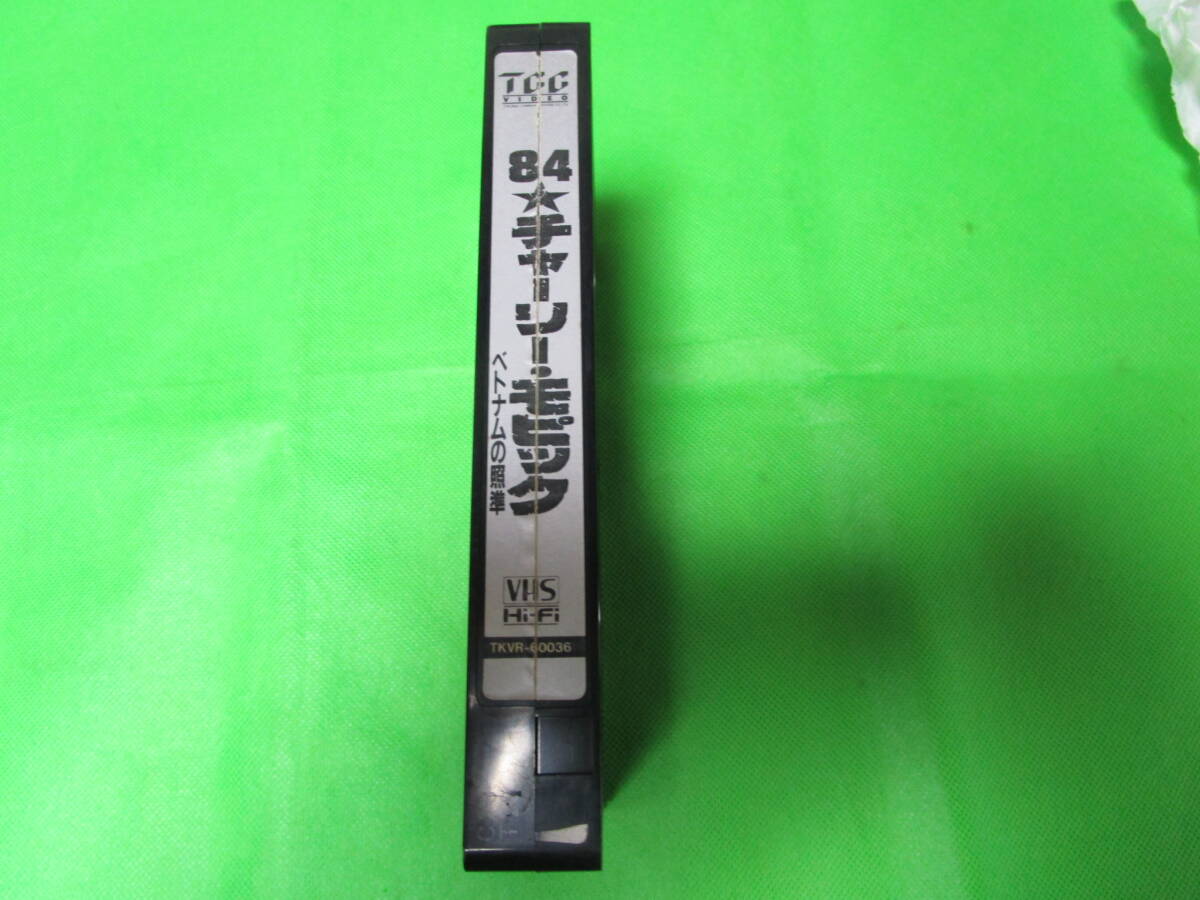 TCC
VIDEO
84★チャーリー・モピック
ベトナムの照準
VHS
Hi-Fi
TKVR-60036